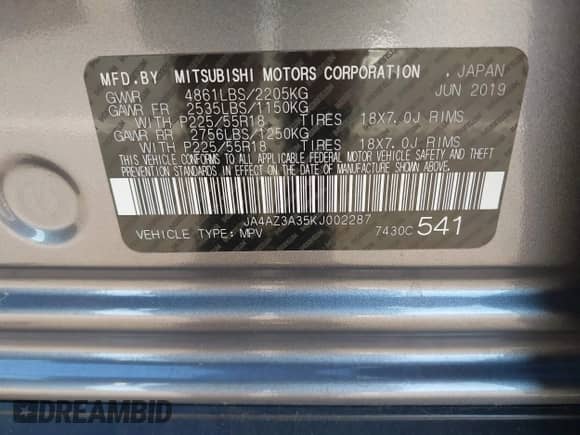 MFD.BY MITSUBISHI MOTORS CORPORATION , JAPAN
GVWR 4861LBS/2205KG JUN 2019
GAWR FR 2535LBS/1150KG
WITH P225/55R18 TIRES 18X7.0J RIMS
GAWR RR 2766LBS/1250KG
WITH P225/55R18 TIRES 18X7.0J RIMS
THIS VEHICLE CONFORMS TO ALL APPLICABLE FEDERAL MOTOR VEHICLE SAFETY AND THEFT
PREVENTION STANDARDS IN EFFECT ON THE DATE OF MANUFACTURE SHOWN ABOVE.
JA4AZ3A35KJ002287
VEHICLE TYPE: MPV 7430C 541
DREAMBID